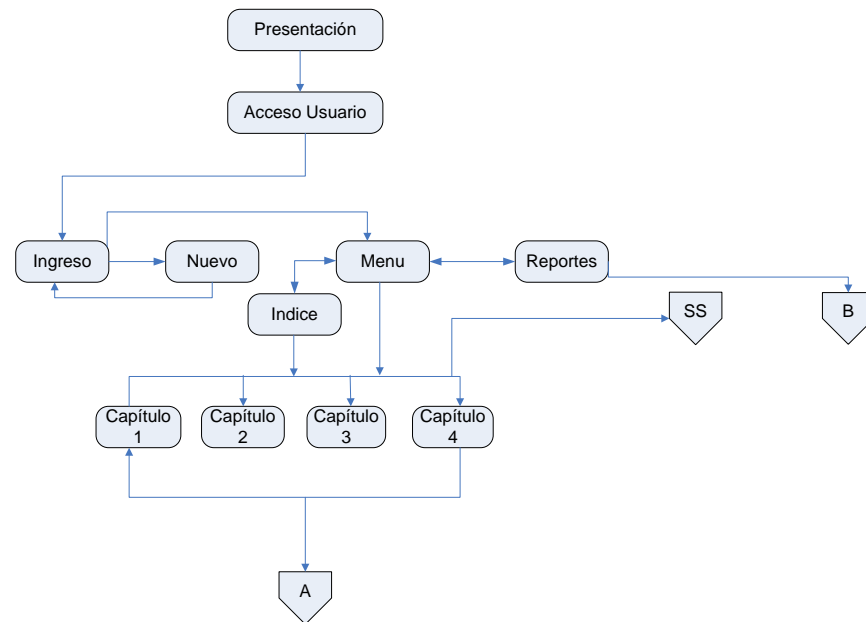 Presentación
Acceso Usuario
Ingreso
Nuevo
Menu
Reportes
Indice
SS
B
Capítulo
1
Capítulo
2
Capítulo
3
Capítulo
4
A